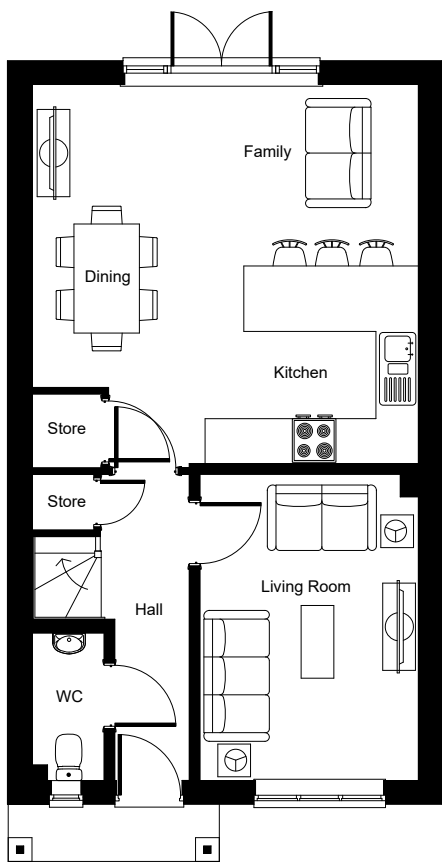 Family
Dining
Kitchen
Store
Store
Living Room
Hall
WC